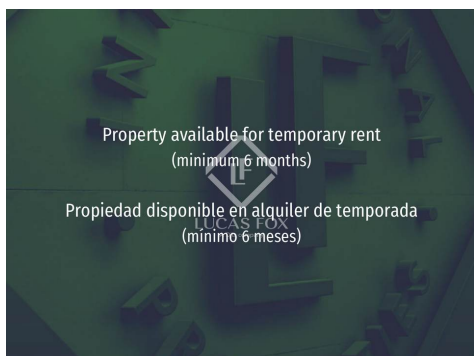 Property available for temporary rent
(minimum 6 months)
LF
Propiedad disponible en alquiler de temporada
LUCAS FOX
(mínimo 6 meses)